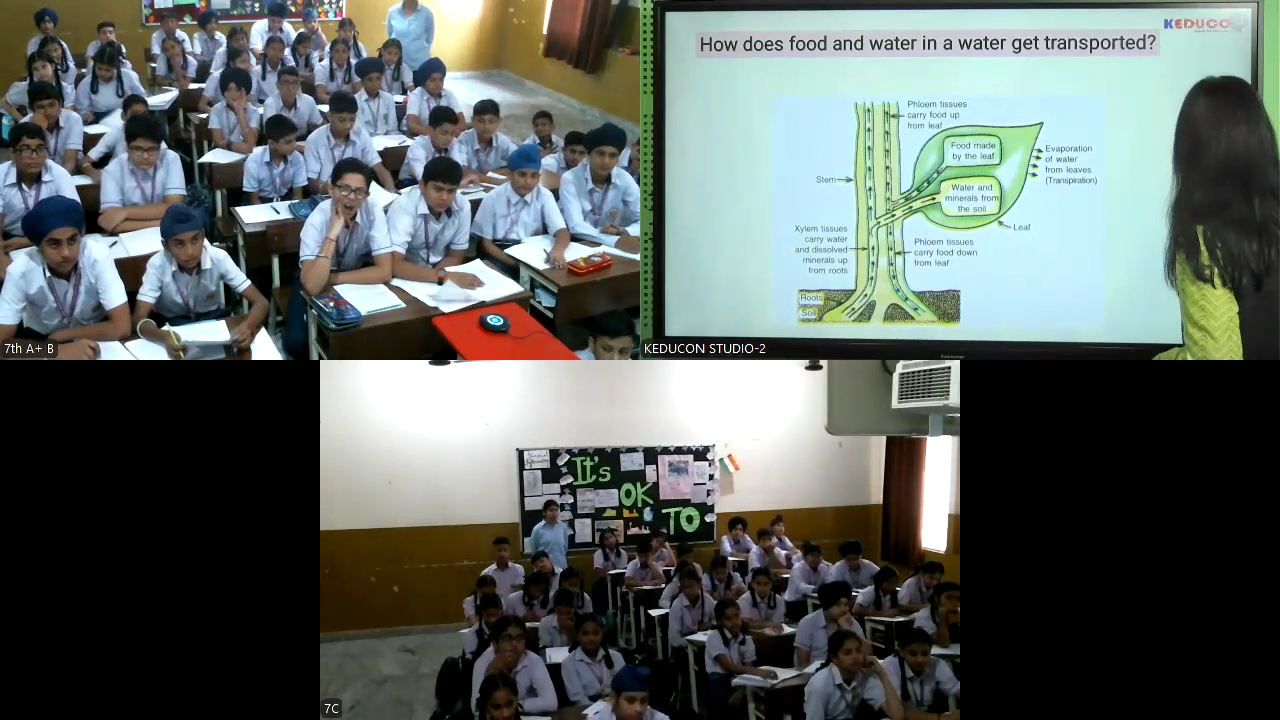 KEDUCON
How does food and water in a water get transported?
Phloem tissues
carry food up
from leaf
Food made
by the leaf
Evaporation
of water
from leaves
(Transpiration)
Stem
Water and
minerals from
the soil
Leaf
Xylem tissues
carry water
and dissolved
minerals up
from roots
Phloem tissues
carry food down
from leaf
Roots
Soil
7th A+ B
KEDUCON STUDIO-2
It's
OK
TO
7C